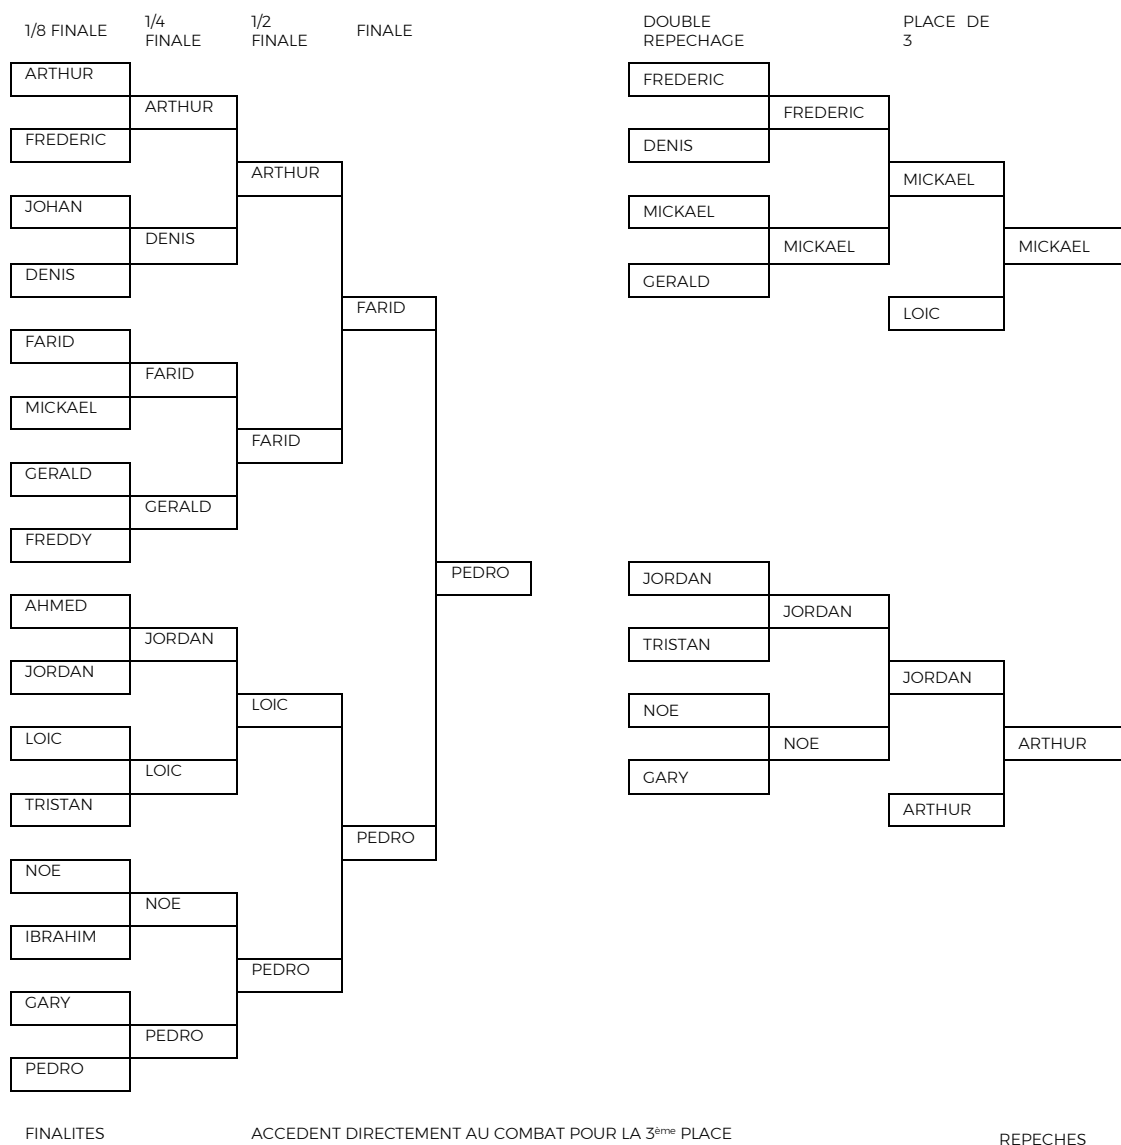 1/8 FINALE
1/4
FINALE
1/2
FINALE
FINALE
ARTHUR
ARTHUR
FREDERIC
ARTHUR
JOHAN
DENIS
DENIS
FARID
FARID
FARID
MICKAEL
FARID
GERALD
GERALD
FREDDY
PEDRO
AHMED
JORDAN
JORDAN
LOIC
LOIC
LOIC
TRISTAN
PEDRO
NOE
NOE
IBRAHIM
PEDRO
GARY
PEDRO
PEDRO
DOUBLE
REPECHAGE
PLACE DE
3
FREDERIC
FREDERIC
DENIS
MICKAEL
MICKAEL
MICKAEL
MICKAEL
GERALD
LOIC
JORDAN
JORDAN
TRISTAN
JORDAN
NOE
NOE
ARTHUR
GARY
ARTHUR
FINALITES
ACCEDENT DIRECTEMENT AU COMBAT POUR LA 3ème PLACE
REPECHES